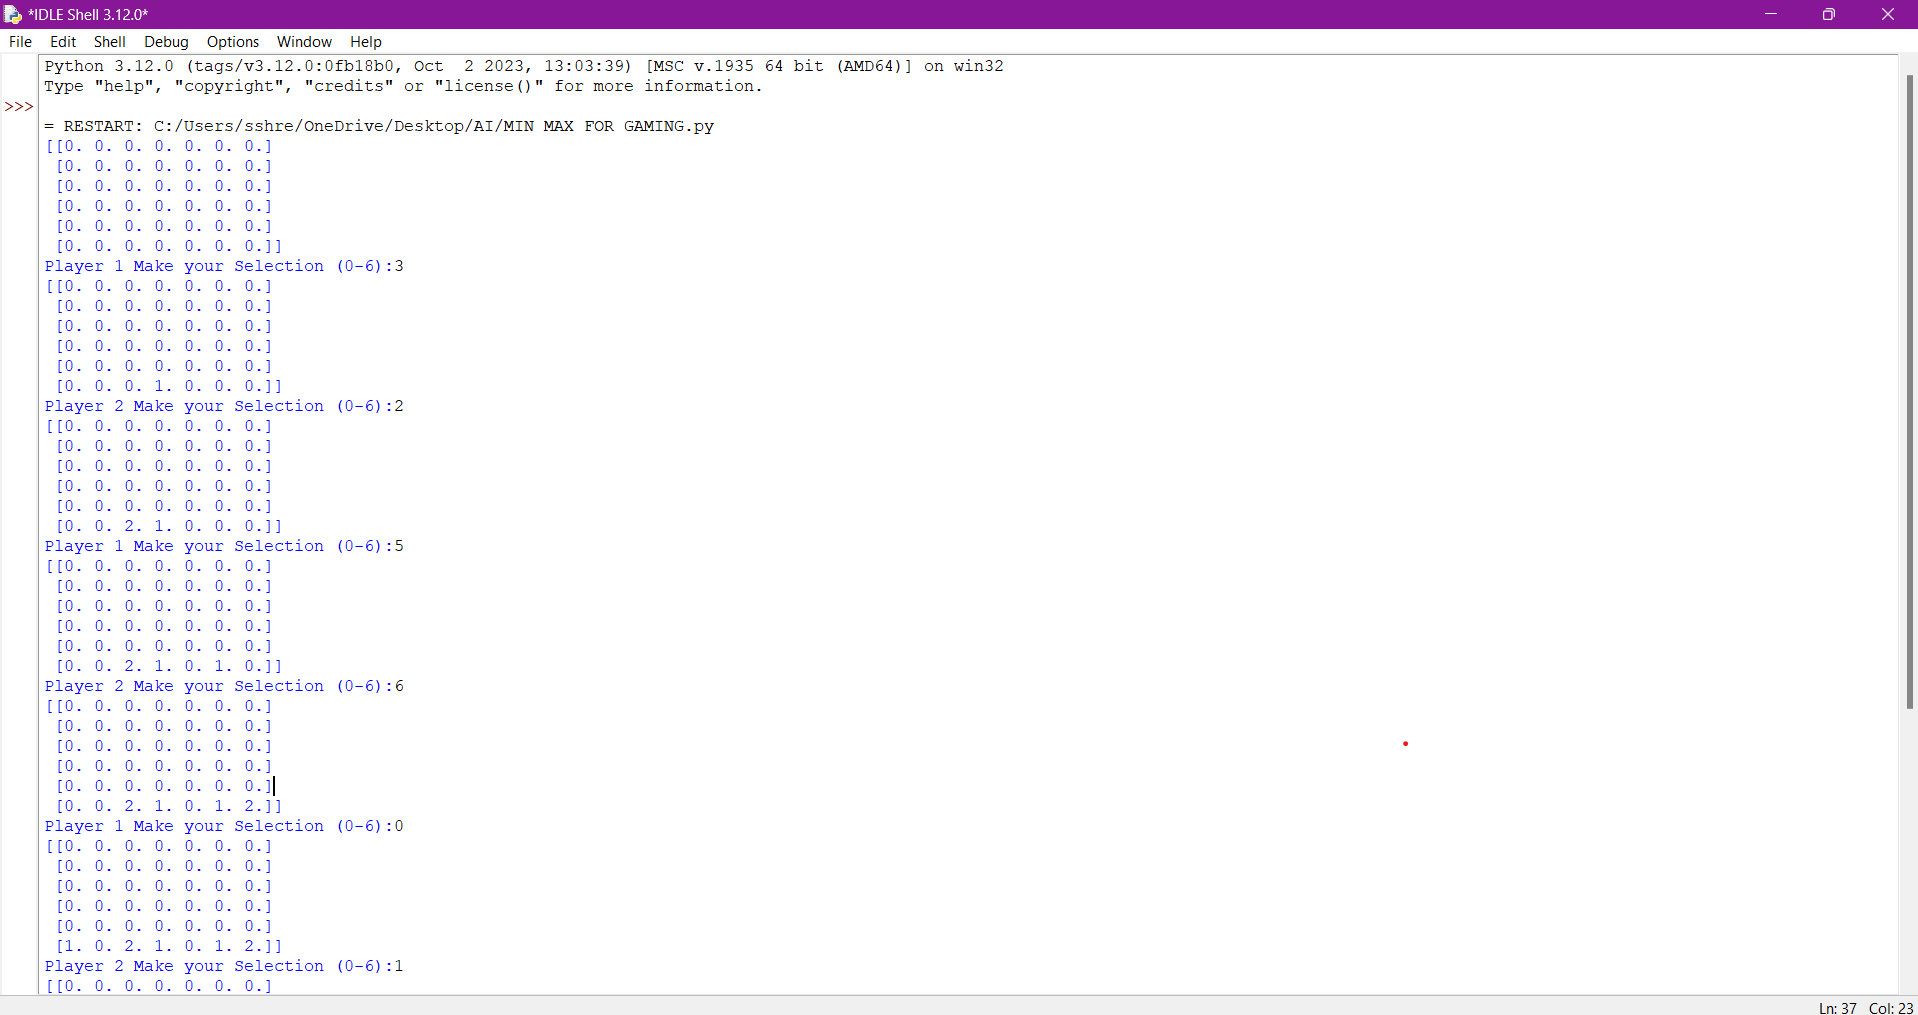 *IDLE Shell 3.12.0*
File Edit Shell Debug Options Window Help
Python 3.12.0 (tags/v3.12.0:0fb18b0, Oct  2 2023, 13:03:39) [MSC v.1935 64 bit (AMD64)] on win32
Type "help", "copyright", "credits" or "license()" for more information.
>>>
= RESTART: C:/Users/sshre/OneDrive/Desktop/AI/MIN MAX FOR GAMING.py
[[0. 0. 0. 0. 0. 0. 0.]
 [0. 0. 0. 0. 0. 0. 0.]
 [0. 0. 0. 0. 0. 0. 0.]
 [0. 0. 0. 0. 0. 0. 0.]
 [0. 0. 0. 0. 0. 0. 0.]
 [0. 0. 0. 0. 0. 0. 0.]]
Player 1 Make your Selection (0-6):3
[[0. 0. 0. 0. 0. 0. 0.]
 [0. 0. 0. 0. 0. 0. 0.]
 [0. 0. 0. 0. 0. 0. 0.]
 [0. 0. 0. 0. 0. 0. 0.]
 [0. 0. 0. 0. 0. 0. 0.]
 [0. 0. 0. 1. 0. 0. 0.]]
Player 2 Make your Selection (0-6):2
[[0. 0. 0. 0. 0. 0. 0.]
 [0. 0. 0. 0. 0. 0. 0.]
 [0. 0. 0. 0. 0. 0. 0.]
 [0. 0. 0. 0. 0. 0. 0.]
 [0. 0. 0. 0. 0. 0. 0.]
 [0. 0. 2. 1. 0. 0. 0.]]
Player 1 Make your Selection (0-6):5
[[0. 0. 0. 0. 0. 0. 0.]
 [0. 0. 0. 0. 0. 0. 0.]
 [0. 0. 0. 0. 0. 0. 0.]
 [0. 0. 0. 0. 0. 0. 0.]
 [0. 0. 0. 0. 0. 0. 0.]
 [0. 0. 2. 1. 0. 1. 0.]]
Player 2 Make your Selection (0-6):6
[[0. 0. 0. 0. 0. 0. 0.]
 [0. 0. 0. 0. 0. 0. 0.]
 [0. 0. 0. 0. 0. 0. 0.]
 [0. 0. 0. 0. 0. 0. 0.]
 [0. 0. 0. 0. 0. 0. 0.]
 [0. 0. 2. 1. 0. 1. 2.]]
Player 1 Make your Selection (0-6):0
[[0. 0. 0. 0. 0. 0. 0.]
 [0. 0. 0. 0. 0. 0. 0.]
 [0. 0. 0. 0. 0. 0. 0.]
 [0. 0. 0. 0. 0. 0. 0.]
 [0. 0. 0. 0. 0. 0. 0.]
 [1. 0. 2. 1. 0. 1. 2.]]
Player 2 Make your Selection (0-6):1
[[0. 0. 0. 0. 0. 0. 0.]
Ln: 37 Col: 23